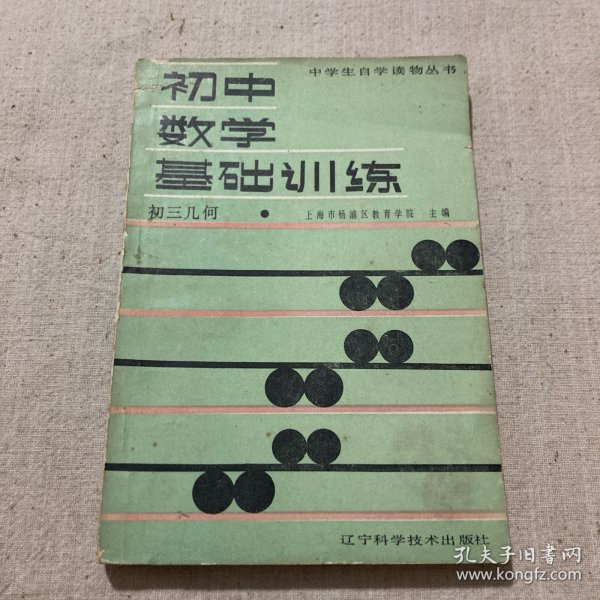 中学生自学读物丛书
初中
数学
基础训练
初三几何 • 上海市杨浦区教育学院 主编
辽宁科学技术出版社
孔夫子旧书网
www.kongfz.com